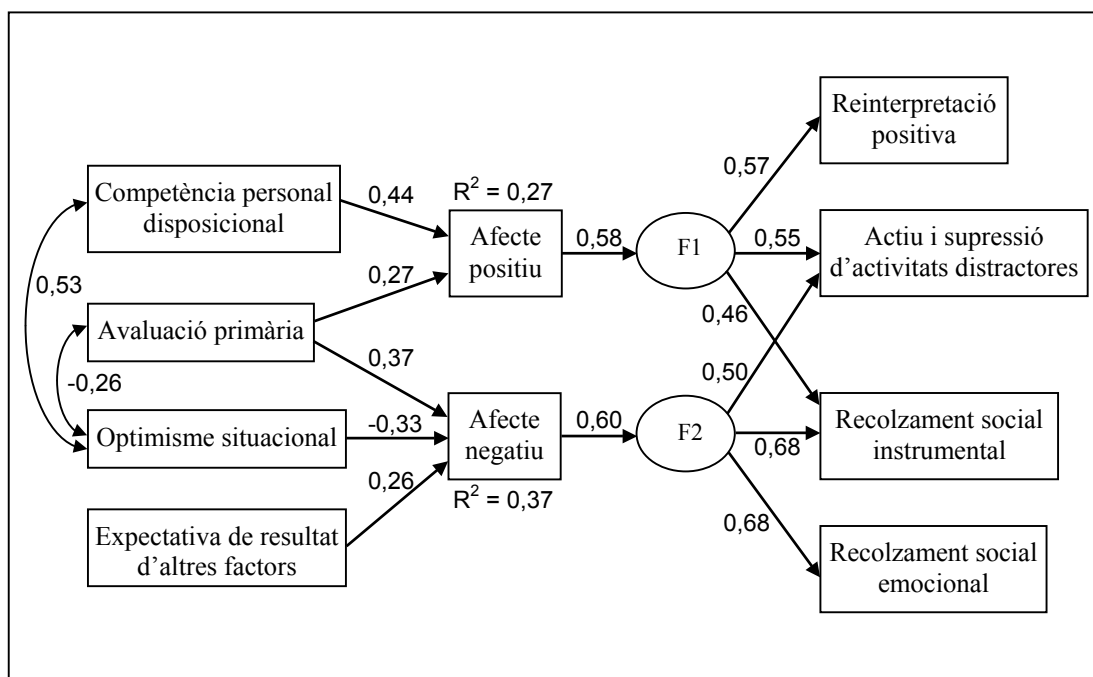 Reinterpretació
positiva
0,57
Competència personal
disposicional
0,44
R² = 0,27
Afecte
positiu
0,58
F1
0,55
Actiu i supressió
d’activitats distractores
0,53
0,27
0,46
Avaluació primària
0,37
-0,26
0,50
Optimisme situacional
-0,33
Afecte
negatiu
0,60
F2
0,68
Recolzament social
instrumental
0,26
R² = 0,37
0,68
Expectativa de resultat
d’altres factors
Recolzament social
emocional